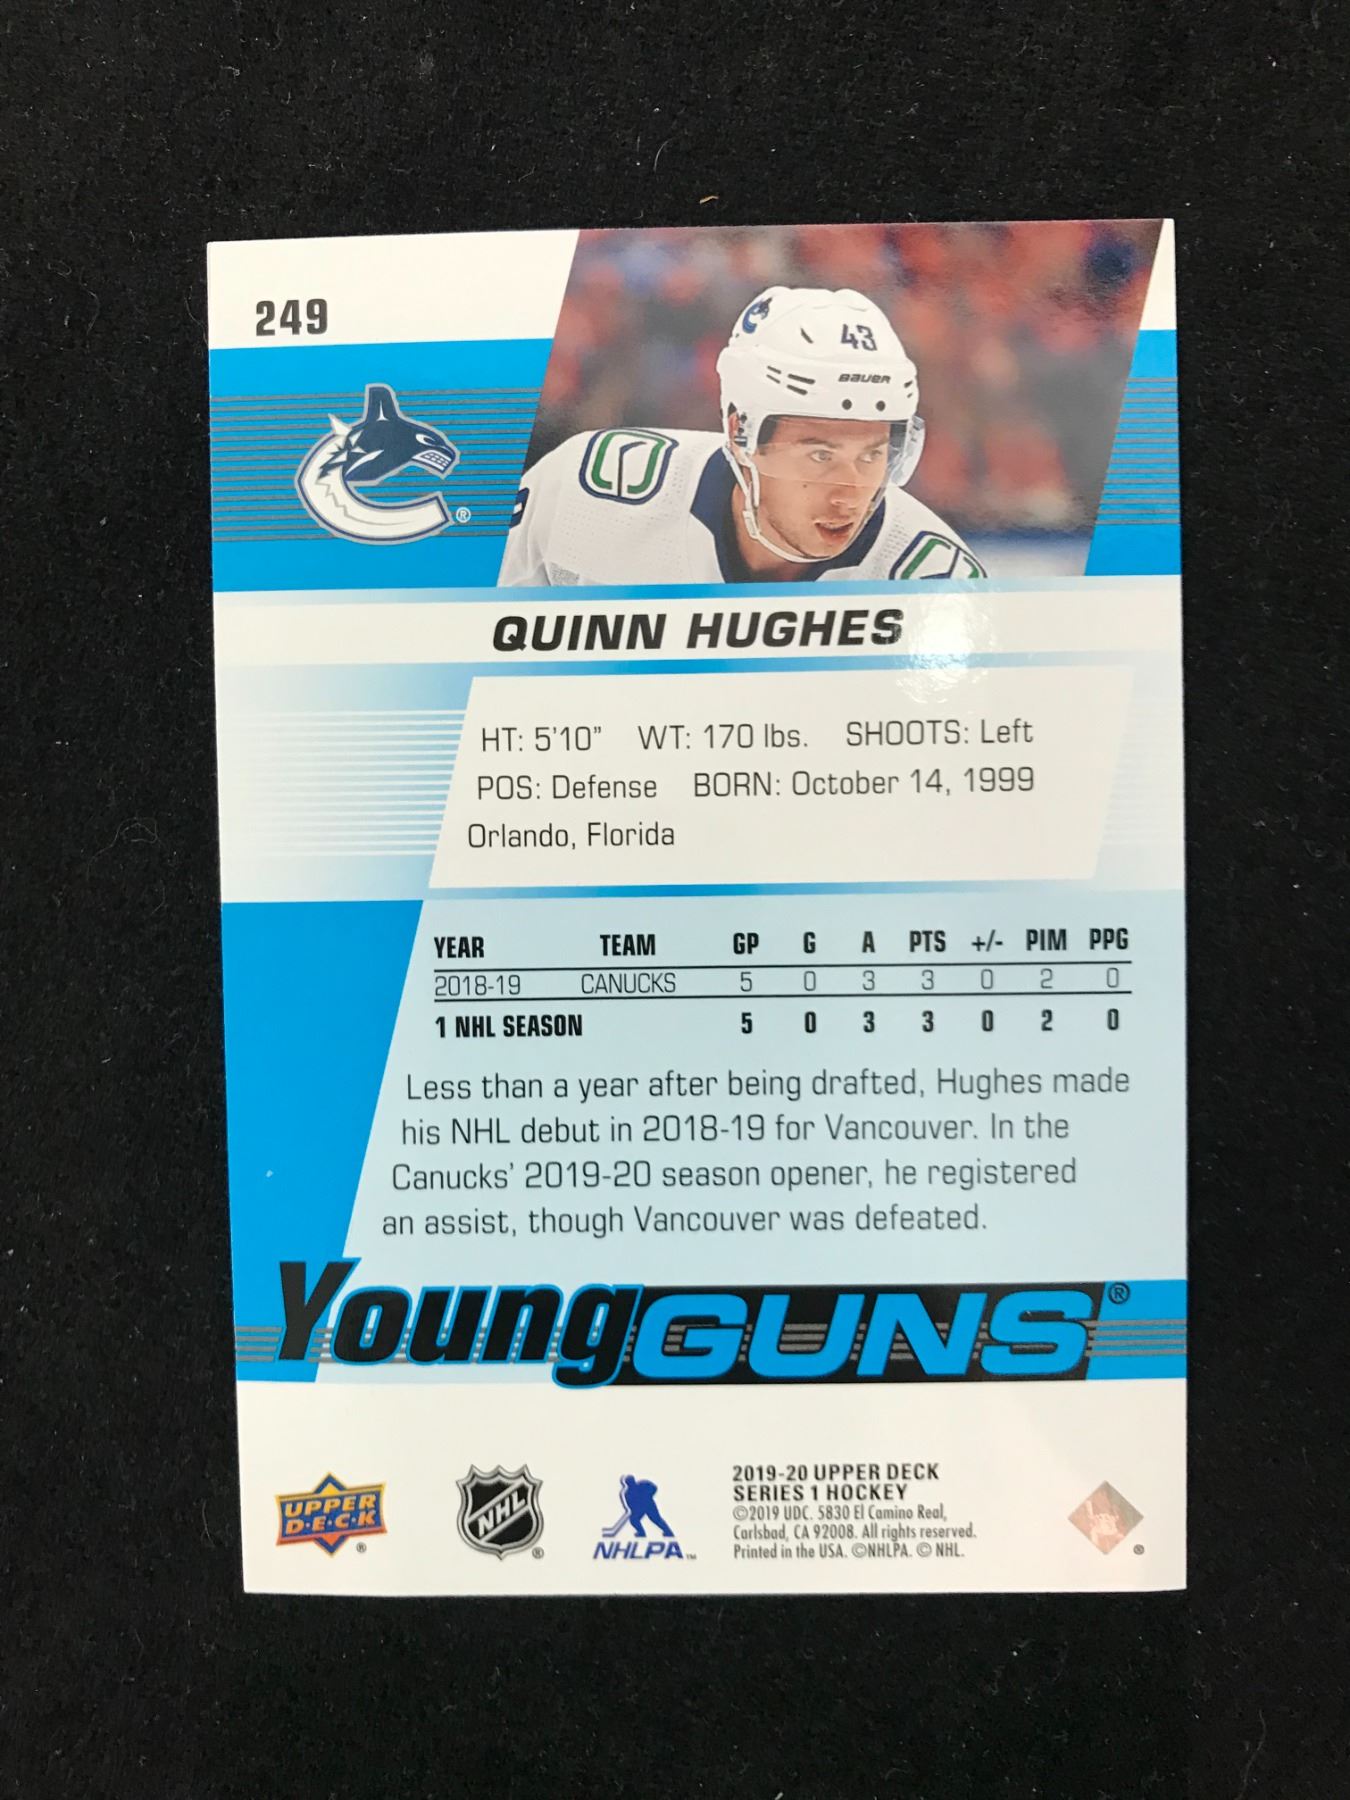 249
43
BAUER
®
QUINN HUGHES
HT: 5'10" WT: 170 lbs. SHOOTS: Left
POS: Defense BORN: October 14, 1999
Orlando, Florida
YEAR TEAM GP G A PTS +/- PIM PPG
2018-19 CANUCKS 5 0 3 3 0 2 0
1 NHL SEASON 5 0 3 3 0 2 0
Less than a year after being drafted, Hughes made
his NHL debut in 2018-19 for Vancouver. In the
Canucks' 2019-20 season opener, he registered
an assist, though Vancouver was defeated.
Young GUNS®
UPPER
D·E·C·K ®
NHL ®
NHLPA™
2019-20 UPPER DECK
SERIES 1 HOCKEY
©2019 UDC. 5830 El Camino Real,
Carlsbad, CA 92008. All rights reserved.
Printed in the USA. ©NHLPA. © NHL.
®